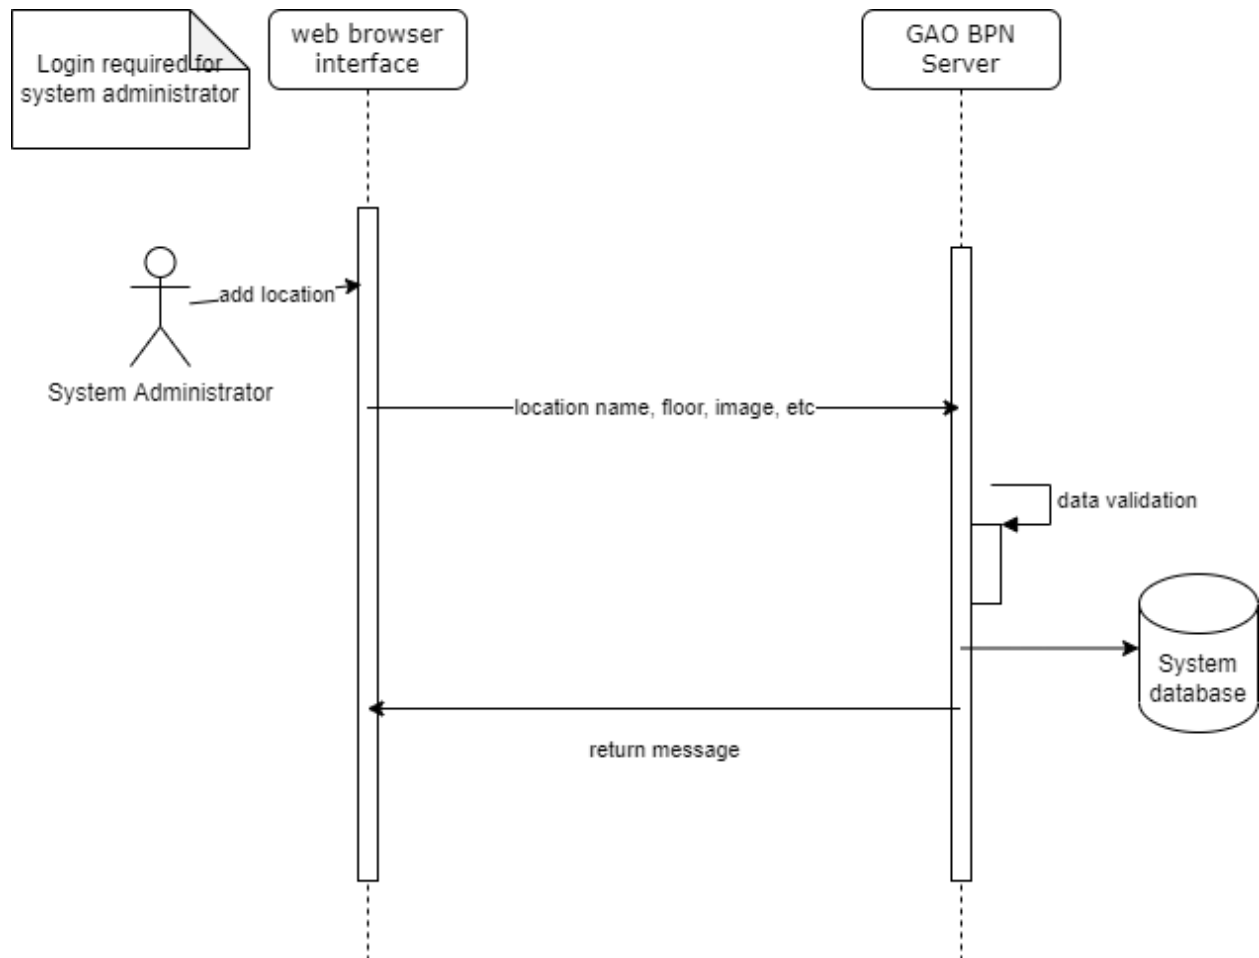 Login required for
system administrator
web browser
interface
GAO BPN
Server
add location
System Administrator
location name, floor, image, etc
data validation
System
database
return message